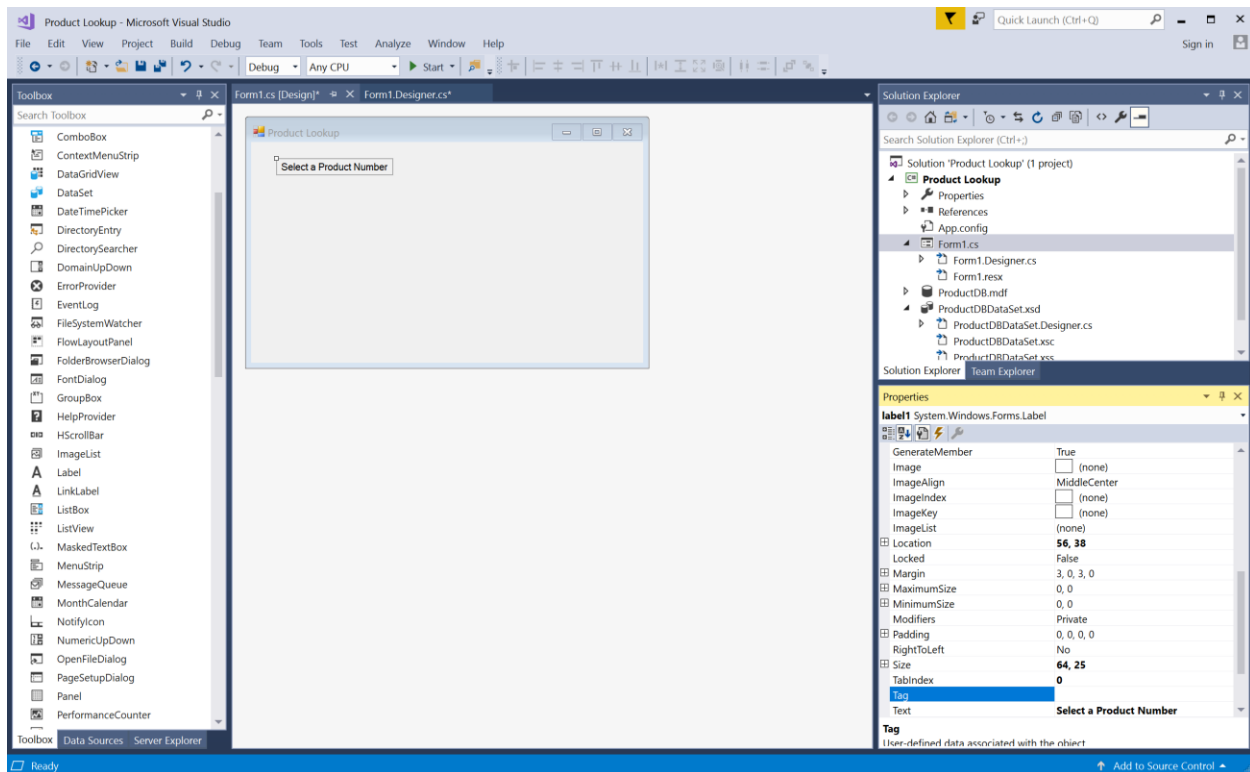 Product Lookup - Microsoft Visual Studio
Quick Launch (Ctrl+Q)
File Edit View Project Build Debug Team Tools Test Analyze Window Help
Sign in
Debug Any CPU Start
Toolbox
Search Toolbox
ComboBox
ContextMenuStrip
DataGridView
DataSet
DateTimePicker
DirectoryEntry
DirectorySearcher
DomainUpDown
ErrorProvider
EventLog
FileSystemWatcher
FlowLayoutPanel
FolderBrowserDialog
FontDialog
GroupBox
HelpProvider
HScrollBar
ImageList
Label
LinkLabel
ListBox
ListView
MaskedTextBox
MenuStrip
MessageQueue
MonthCalendar
NotifyIcon
NumericUpDown
OpenFileDialog
PageSetupDialog
Panel
PerformanceCounter
Toolbox Data Sources Server Explorer
Form1.cs [Design]* Form1.Designer.cs*
Product Lookup
Select a Product Number
Solution Explorer
Search Solution Explorer (Ctrl+;)
Solution 'Product Lookup' (1 project)
Product Lookup
Properties
References
App.config
Form1.cs
Form1.Designer.cs
Form1.resx
ProductDB.mdf
ProductDBDataSet.xsd
ProductDBDataSet.Designer.cs
ProductDBDataSet.xsc
ProductDBDataSet.xss
Solution Explorer Team Explorer
Properties
label1 System.Windows.Forms.Label
GenerateMember True
Image (none)
ImageAlign MiddleCenter
ImageIndex (none)
ImageKey (none)
ImageList (none)
Location 56, 38
Locked False
Margin 3, 0, 3, 0
MaximumSize 0, 0
MinimumSize 0, 0
Modifiers Private
Padding 0, 0, 0, 0
RightToLeft No
Size 64, 25
TabIndex 0
Tag
Text Select a Product Number
Tag
User-defined data associated with the object
Ready
Add to Source Control